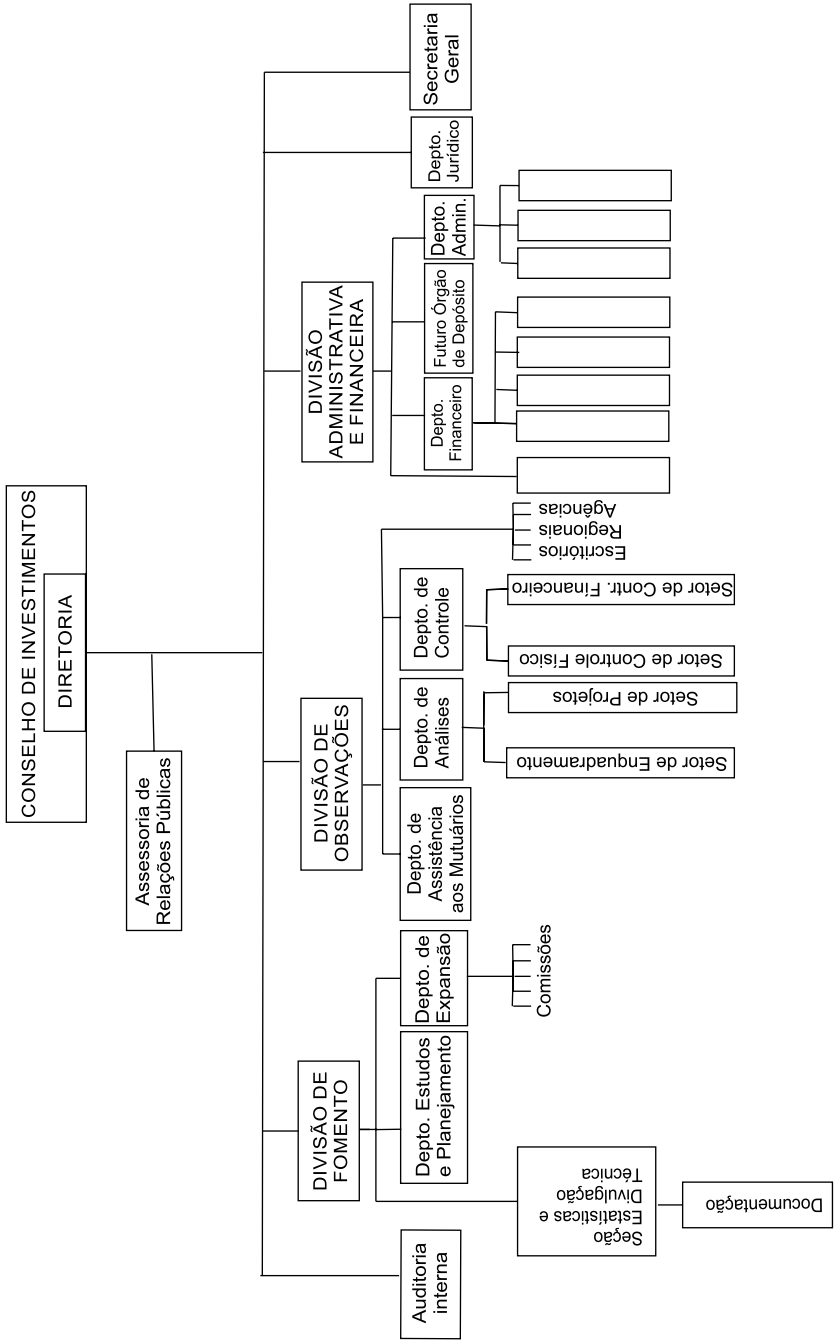 CONSELHO DE INVESTIMENTOS
DIRETORIA
Assessoria de
Relações Públicas
Auditoria
interna
DIVISÃO DE
FOMENTO
DIVISÃO DE
OBSERVAÇÕES
DIVISÃO
ADMINISTRATIVA
E FINANCEIRA
Depto.
Jurídico
Secretaria
Geral
Depto. Estudos
e Planejamento
Depto. de
Expansão
Depto. de
Assistência
aos Mutuários
Depto. de
Análises
Depto. de
Controle
Depto.
Financeiro
Futuro Órgão
de Depósito
Depto.
Admin.
Seção
Estatísticas e
Divulgação
Técnica
Documentação
Comissões
Setor de Enquadramento
Setor de Projetos
Setor de Controle Físico
Setor de Contr. Fínanceiro
Escritórios
Regionais
Agências